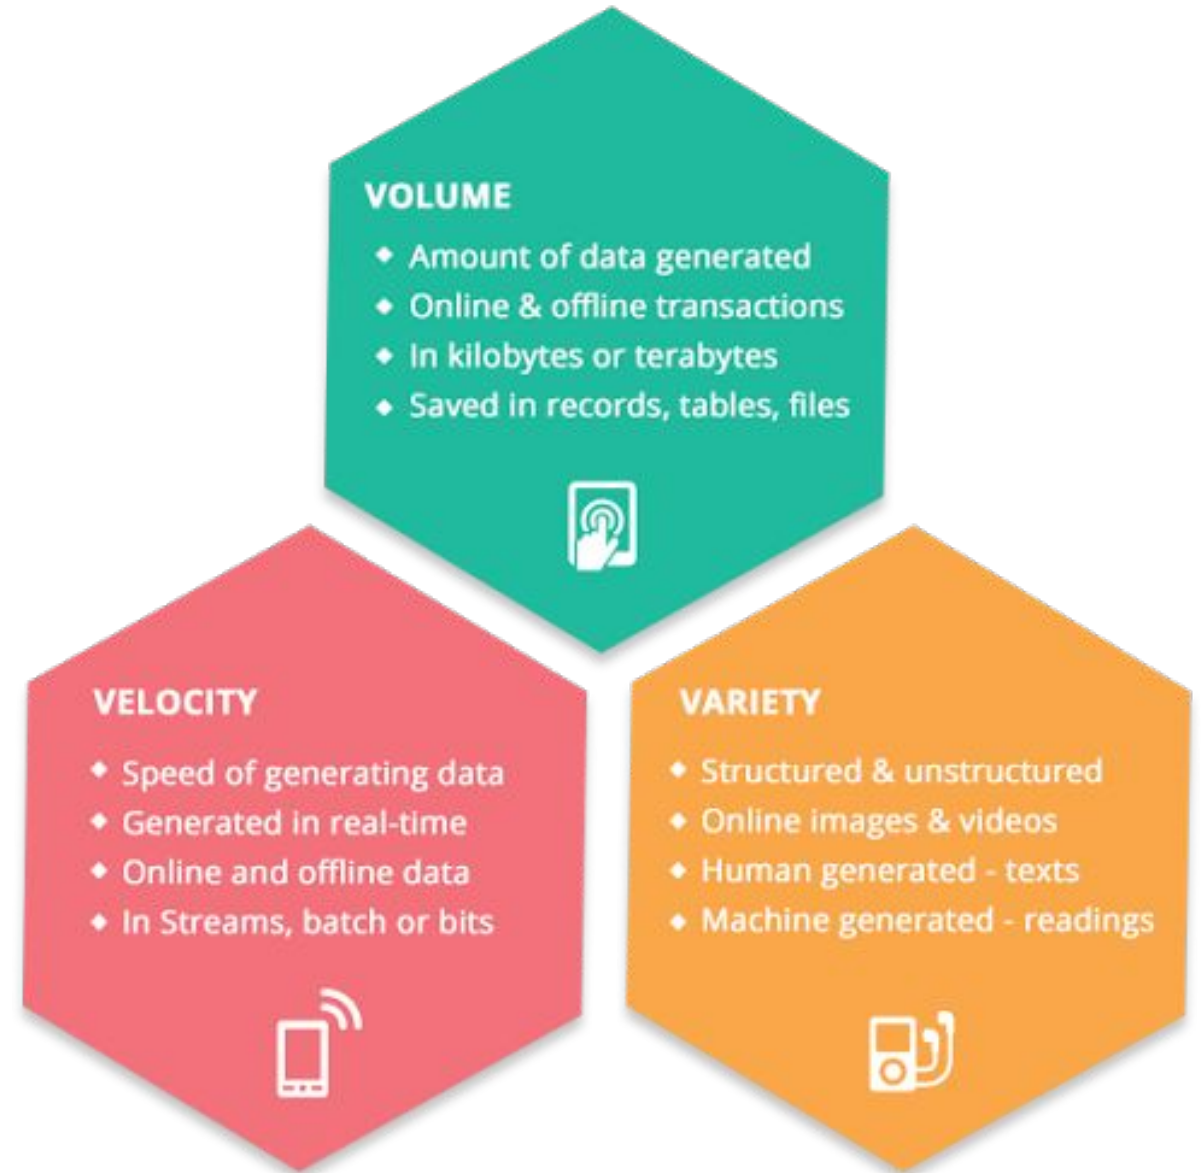 VOLUME
Amount of data generated
Online & offline transactions
In kilobytes or terabytes
Saved in records, tables, files
VELOCITY
Speed of generating data
Generated in real-time
Online and offline data
In Streams, batch or bits
VARIETY
Structured & unstructured
Online images & videos
Human generated - texts
Machine generated - readings